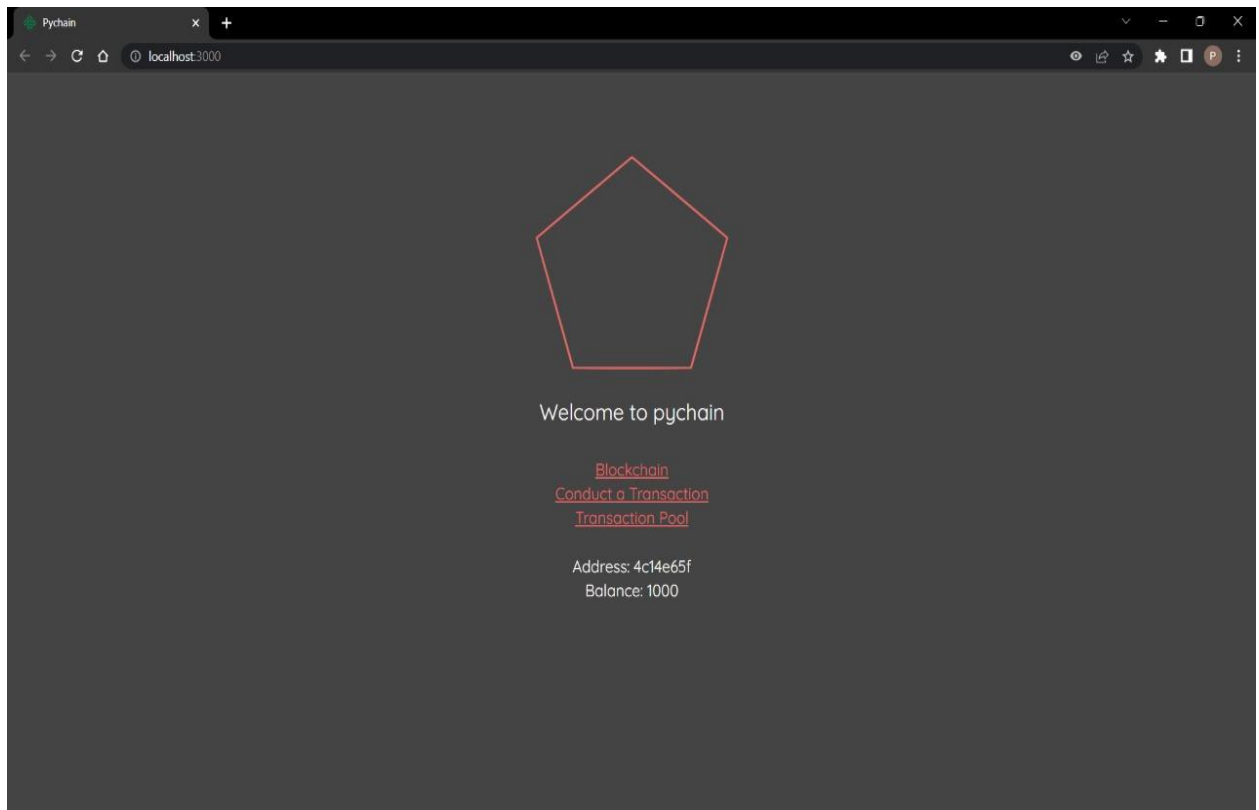 Pychain
localhost:3000
P
Welcome to pychain
Blockchain
Conduct a Transaction
Transaction Pool
Address: 4c14e65f
Balance: 1000